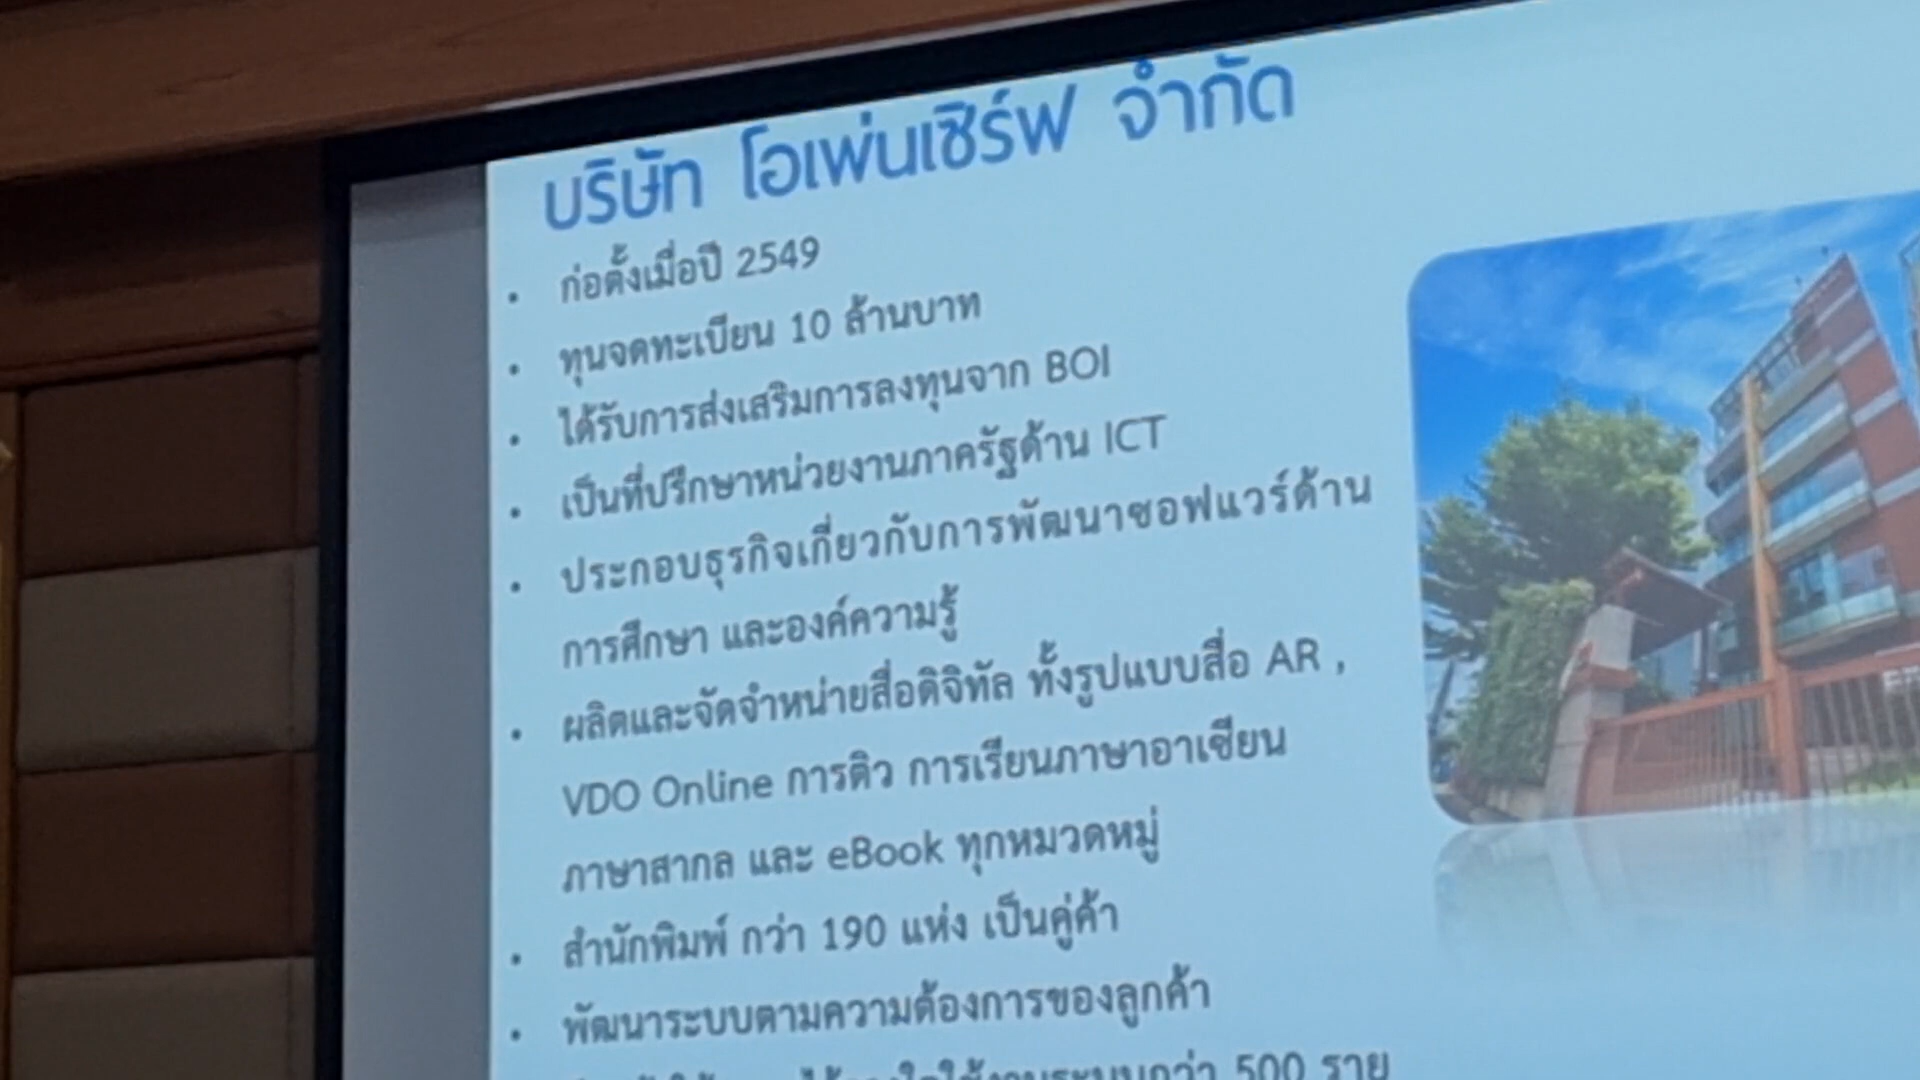 บริษัท โอเพ่นเซิร์ฟ จำกัด
• ก่อตั้งเมื่อปี 2549
• ทุนจดทะเบียน 10 ล้านบาท
• ได้รับการส่งเสริมการลงทุนจาก BOI
• เป็นที่ปรึกษาหน่วยงานภาครัฐด้าน ICT
• ประกอบธุรกิจเกี่ยวกับการพัฒนาซอฟแวร์ด้าน
การศึกษา และองค์ความรู้
• ผลิตและจัดจำหน่ายสื่อดิจิทัล ทั้งรูปแบบสื่อ AR ,
VDO Online การติว การเรียนภาษาอาเซียน
ภาษาสากล และ eBook ทุกหมวดหมู่
• สำนักพิมพ์ กว่า 190 แห่ง เป็นคู่ค้า
• พัฒนาระบบตามความต้องการของลูกค้า
ระบบกว่า 500 ราย